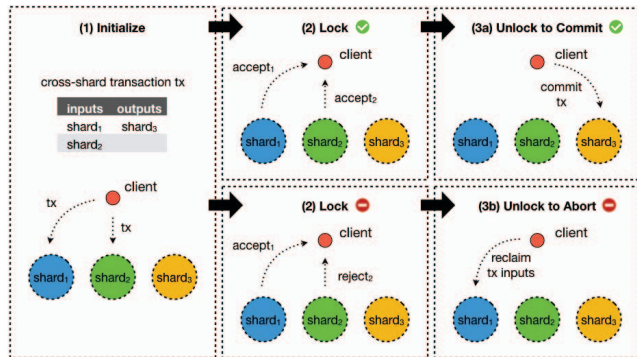 (1) Initialize
cross-shard transaction tx
inputs outputs
shard₁ shard₃
shard₂
client
tx
tx
shard₁ shard₂ shard₃
(2) Lock
client
accept₁
accept₂
shard₁ shard₂ shard₃
(3a) Unlock to Commit
client
commit
tx
shard₁ shard₂ shard₃
(2) Lock
client
accept₁
reject₂
shard₁ shard₂ shard₃
(3b) Unlock to Abort
client
reclaim
tx inputs
shard₁ shard₂ shard₃